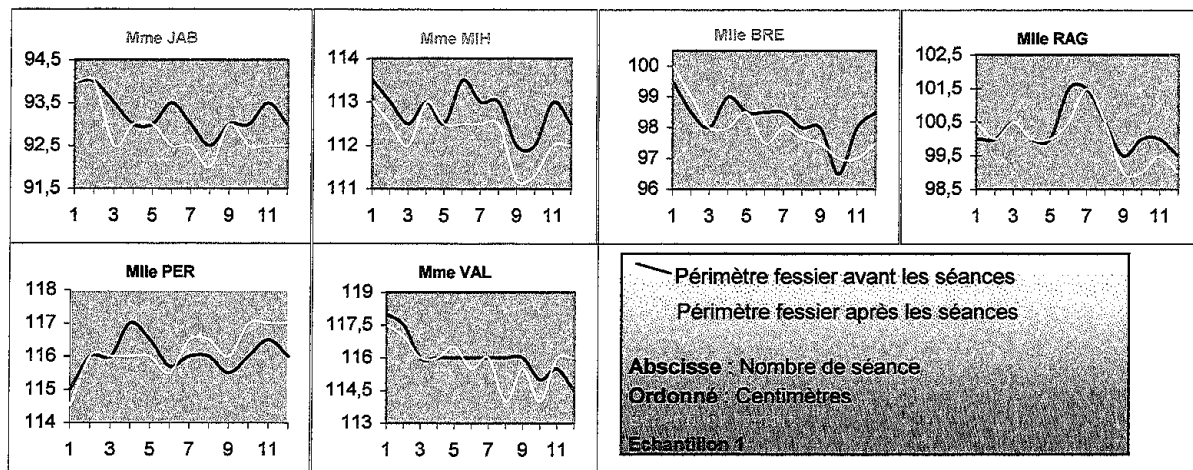 Mme JAB
94,5
93,5
92,5
91,5
1 3 5 7 9 11
Mme MIH
114
113
112
111
1 3 5 7 9 11
Mlle BRE
100
99
98
97
96
1 3 5 7 9 11
Mlle RAG
102,5
101,5
100,5
99,5
98,5
1 3 5 7 9 11
Mlle PER
118
117
116
115
114
1 3 5 7 9 11
Mme VAL
119
117,5
116
114,5
113
1 3 5 7 9 11
Périmètre fessier avant les séances
Périmètre fessier après les séances
Abscisse : Nombre de séance
Ordonné : Centimètres
Echantillon 1